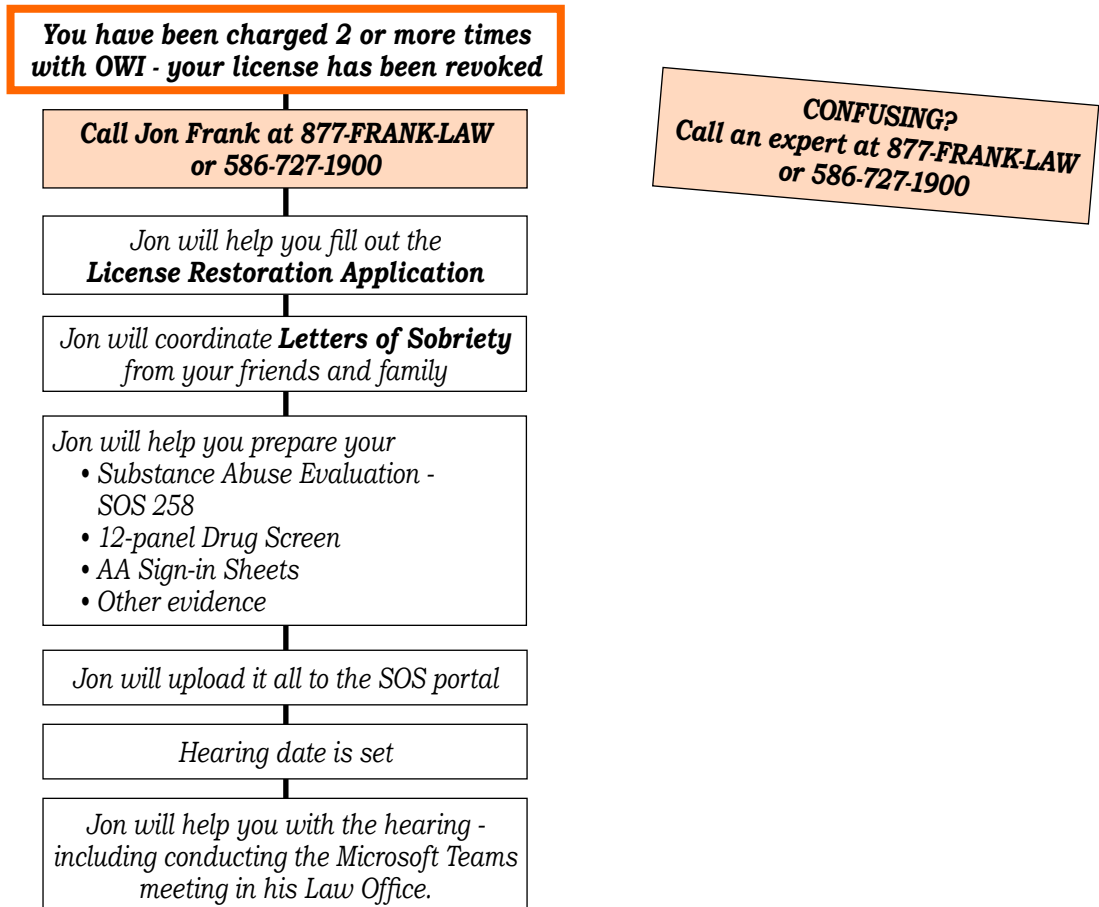 You have been charged 2 or more times
with OWI - your license has been revoked
Call Jon Frank at 877-FRANK-LAW
or 586-727-1900
CONFUSING?
Call an expert at 877-FRANK-LAW
or 586-727-1900
Jon will help you fill out the
License Restoration Application
Jon will coordinate Letters of Sobriety
from your friends and family
Jon will help you prepare your
• Substance Abuse Evaluation -
SOS 258
• 12-panel Drug Screen
• AA Sign-in Sheets
• Other evidence
Jon will upload it all to the SOS portal
Hearing date is set
Jon will help you with the hearing -
including conducting the Microsoft Teams
meeting in his Law Office.